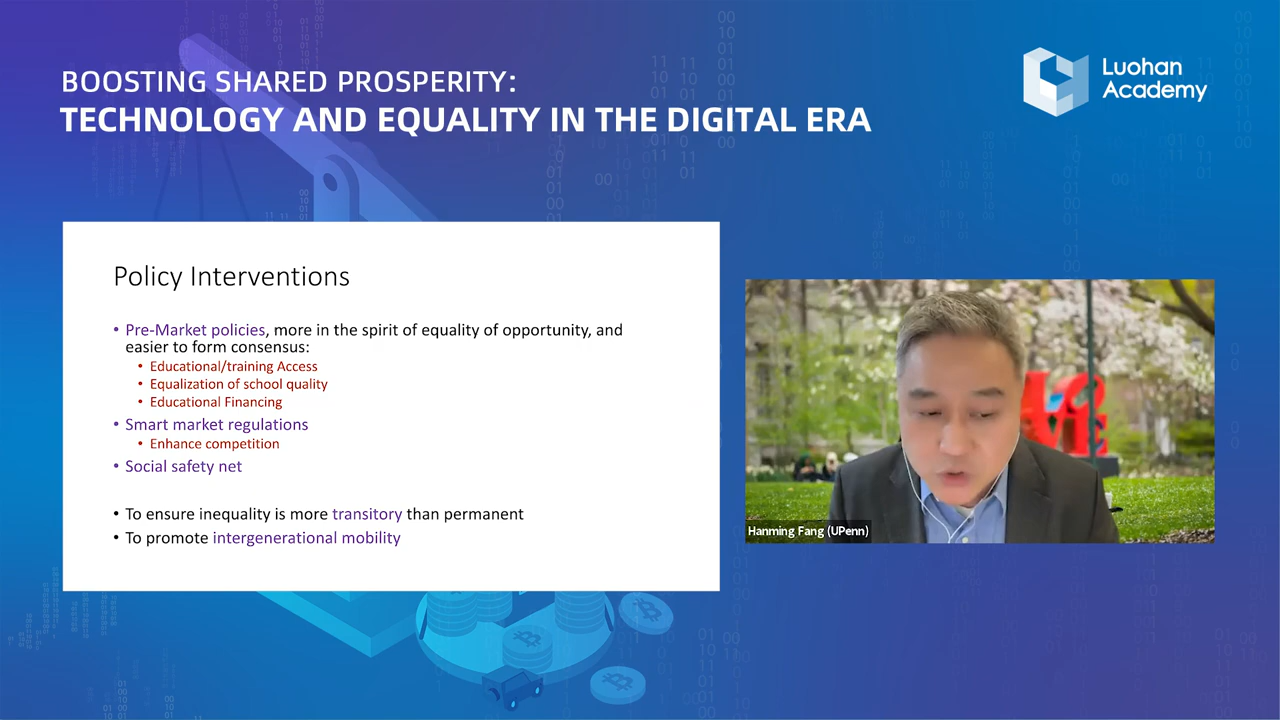 BOOSTING SHARED PROSPERITY:
TECHNOLOGY AND EQUALITY IN THE DIGITAL ERA
Luohan
Academy
Policy Interventions
• Pre-Market policies, more in the spirit of equality of opportunity, and
easier to form consensus:
• Educational/training Access
• Equalization of school quality
• Educational Financing
• Smart market regulations
• Enhance competition
• Social safety net
• To ensure inequality is more transitory than permanent
• To promote intergenerational mobility
Hanming Fang (UPenn)